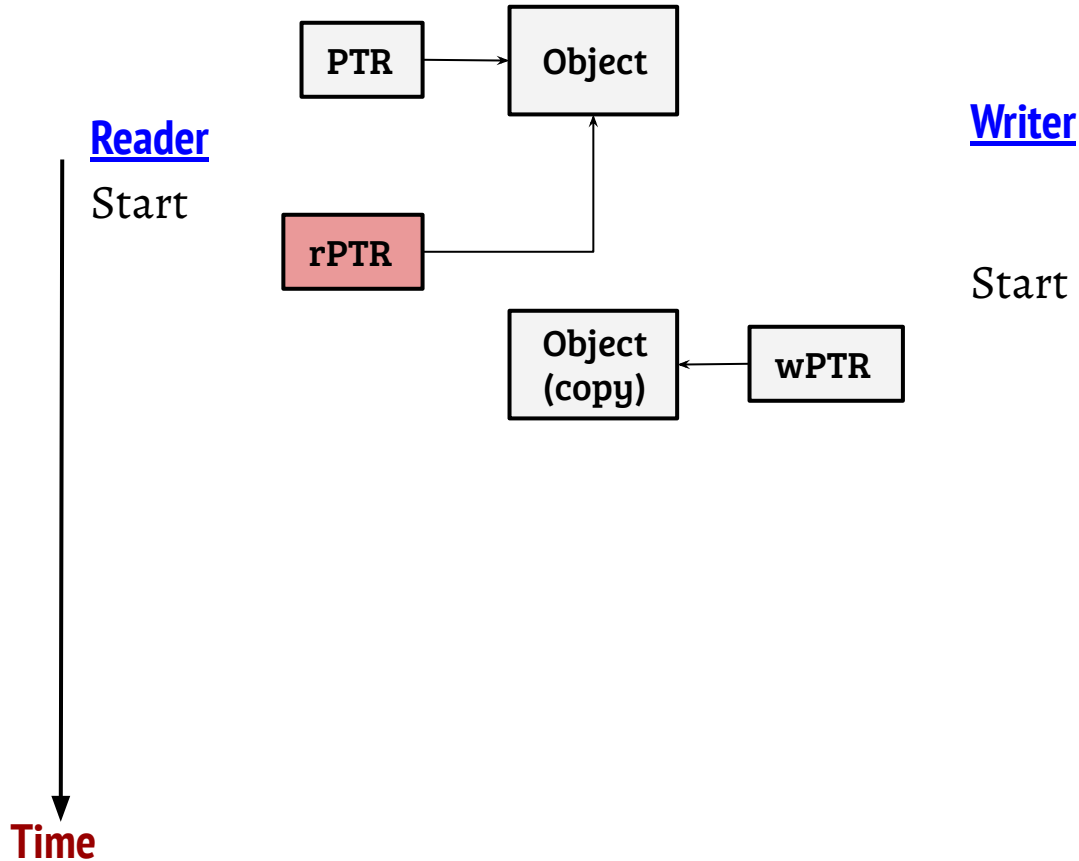 PTR
Object
Reader
Writer
Start
rPTR
Start
Object
(copy)
wPTR
Time